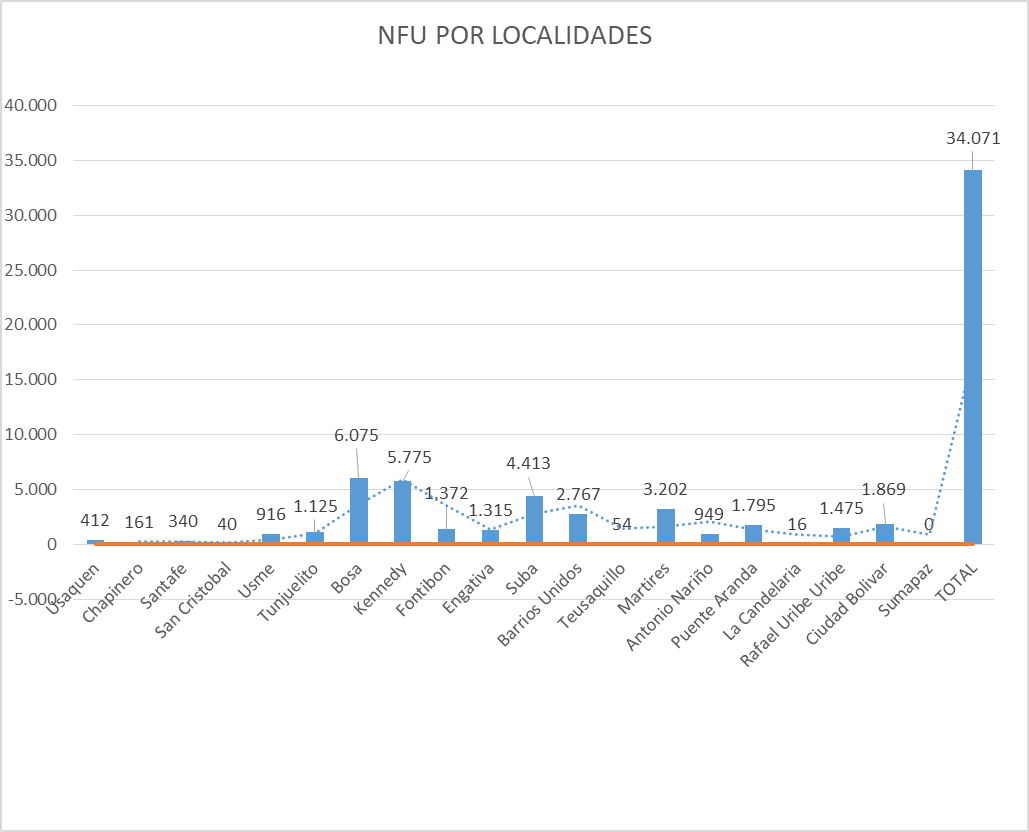 NFU POR LOCALIDADES
40.000
35.000
30.000
25.000
20.000
15.000
10.000
5.000
0
-5.000
412
161
340
40
916
1.125
6.075
5.775
1.372
1.315
4.413
2.767
54
3.202
949
1.795
16
1.475
1.869
0
34.071
Usaquen
Chapinero
Santafe
San Cristobal
Usme
Tunjuelito
Bosa
Kennedy
Fontibon
Engativa
Suba
Barrios Unidos
Teusaquillo
Martires
Antonio Nariño
Puente Aranda
La Candelaria
Rafael Uribe Uribe
Ciudad Bolivar
Sumapaz
TOTAL